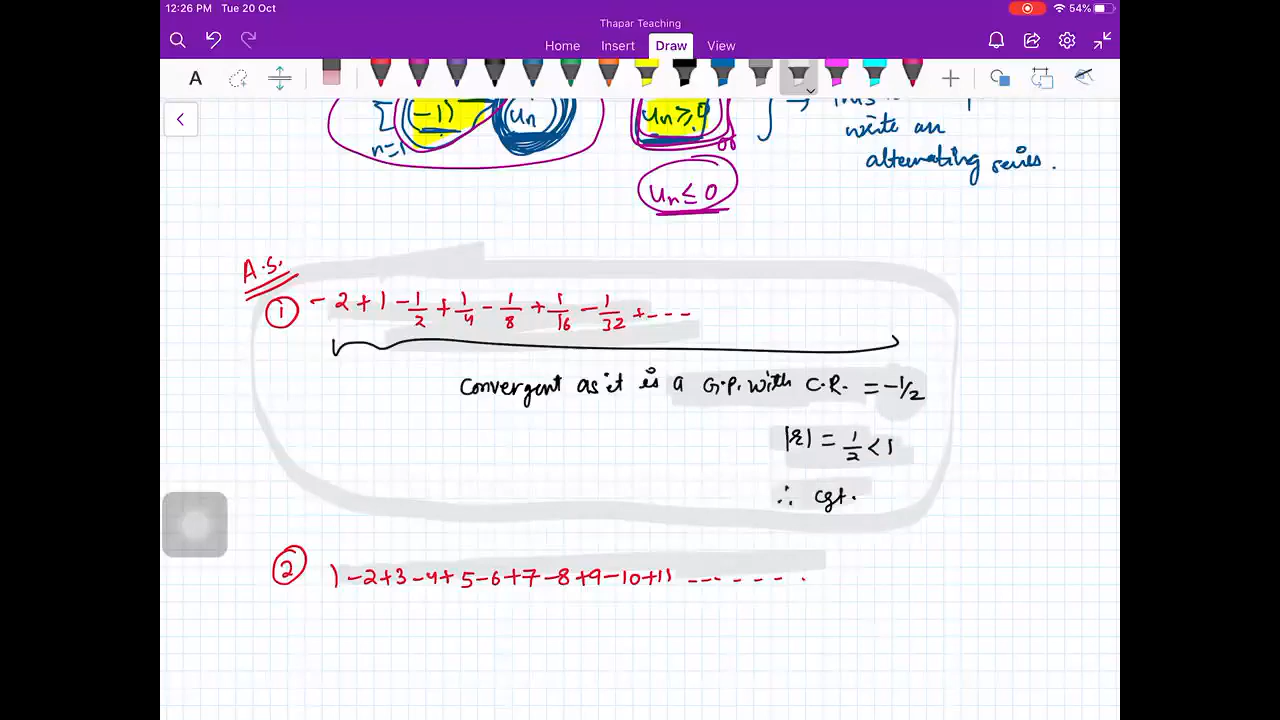 12:26 PM Tue 20 Oct
54%
Thapar Teaching
Home Insert Draw View
A
n=1 (-1) un
un ≥ 0
or
un ≤ 0
write an
alternating series.
A.S.
① - 2 + 1 - 1/2 + 1/4 - 1/8 + 1/16 - 1/32 + ---
Convergent as it is a G.P. with C.R. = -1/2
|r| = 1/2 < 1
∴ cgt.
② 1 - 2 + 3 - 4 + 5 - 6 + 7 - 8 + 9 - 10 + 11 -------